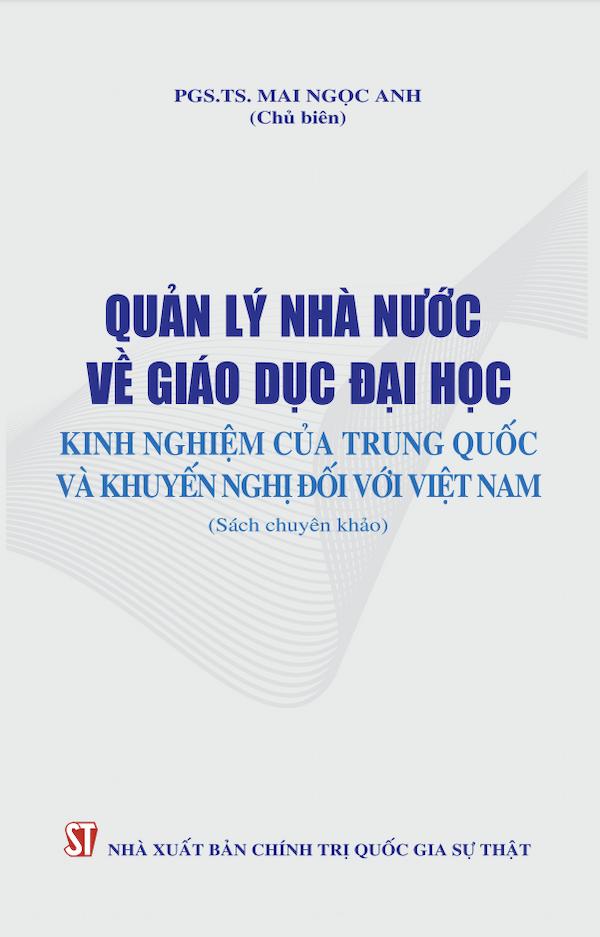 PGS.TS. MAI NGỌC ANH
(Chủ biên)
QUẢN LÝ NHÀ NƯỚC
VỀ GIÁO DỤC ĐẠI HỌC
KINH NGHIỆM CỦA TRUNG QUỐC
VÀ KHUYẾN NGHỊ ĐỐI VỚI VIỆT NAM
(Sách chuyên khảo)
ST
NHÀ XUẤT BẢN CHÍNH TRỊ QUỐC GIA SỰ THẬT